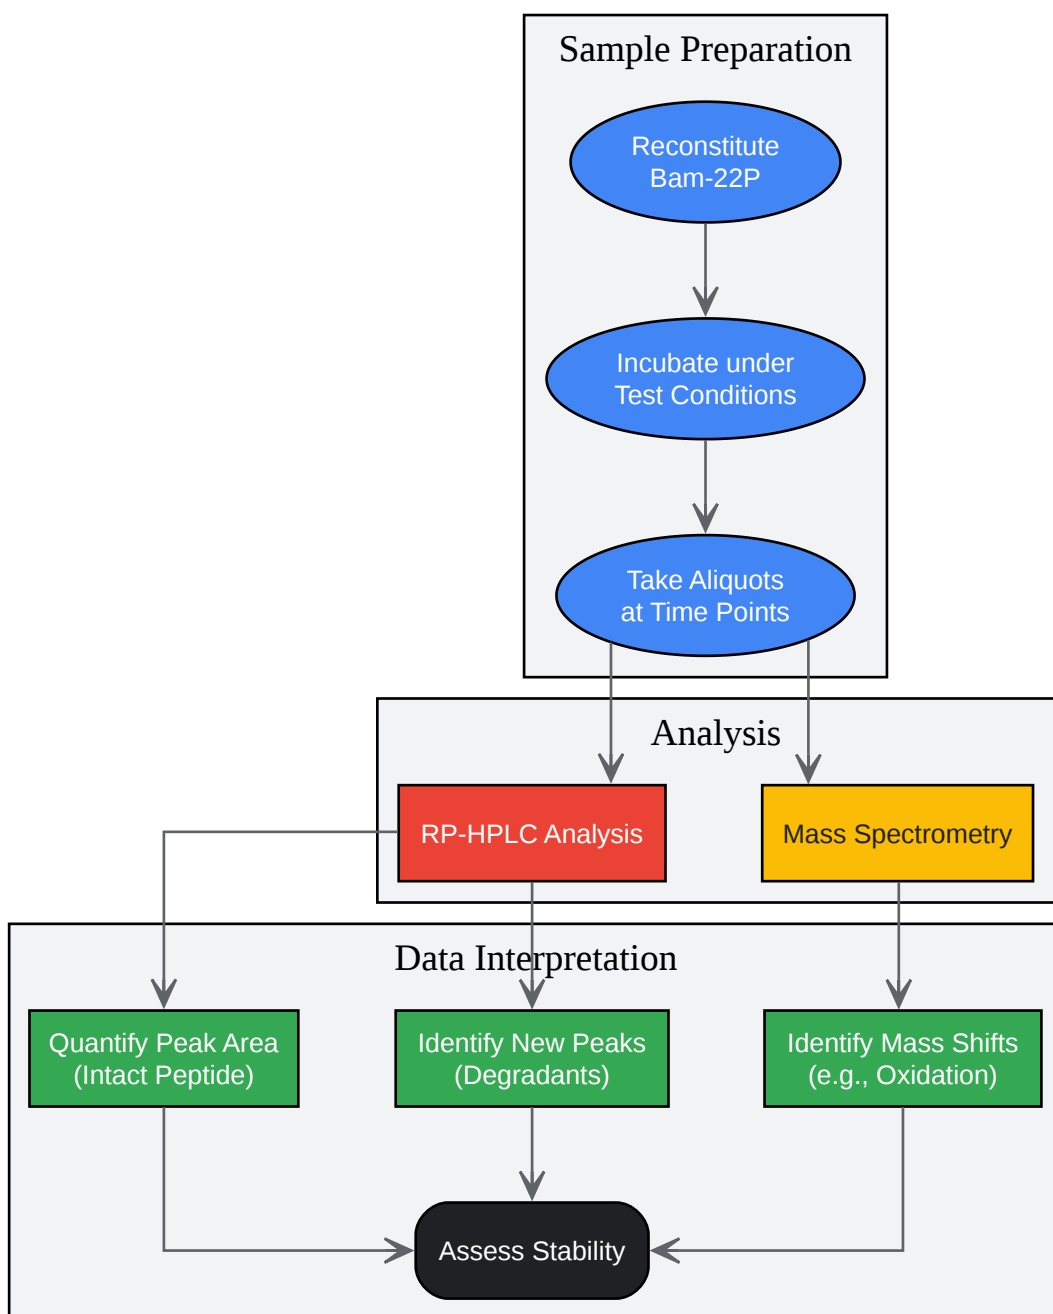 Sample Preparation
Reconstitute
Bam-22P
Incubate under
Test Conditions
Take Aliquots
at Time Points
Analysis
RP-HPLC Analysis
Mass Spectrometry
Data Interpretation
Quantify Peak Area
(Intact Peptide)
Identify New Peaks
(Degradants)
Identify Mass Shifts
(e.g., Oxidation)
Assess Stability